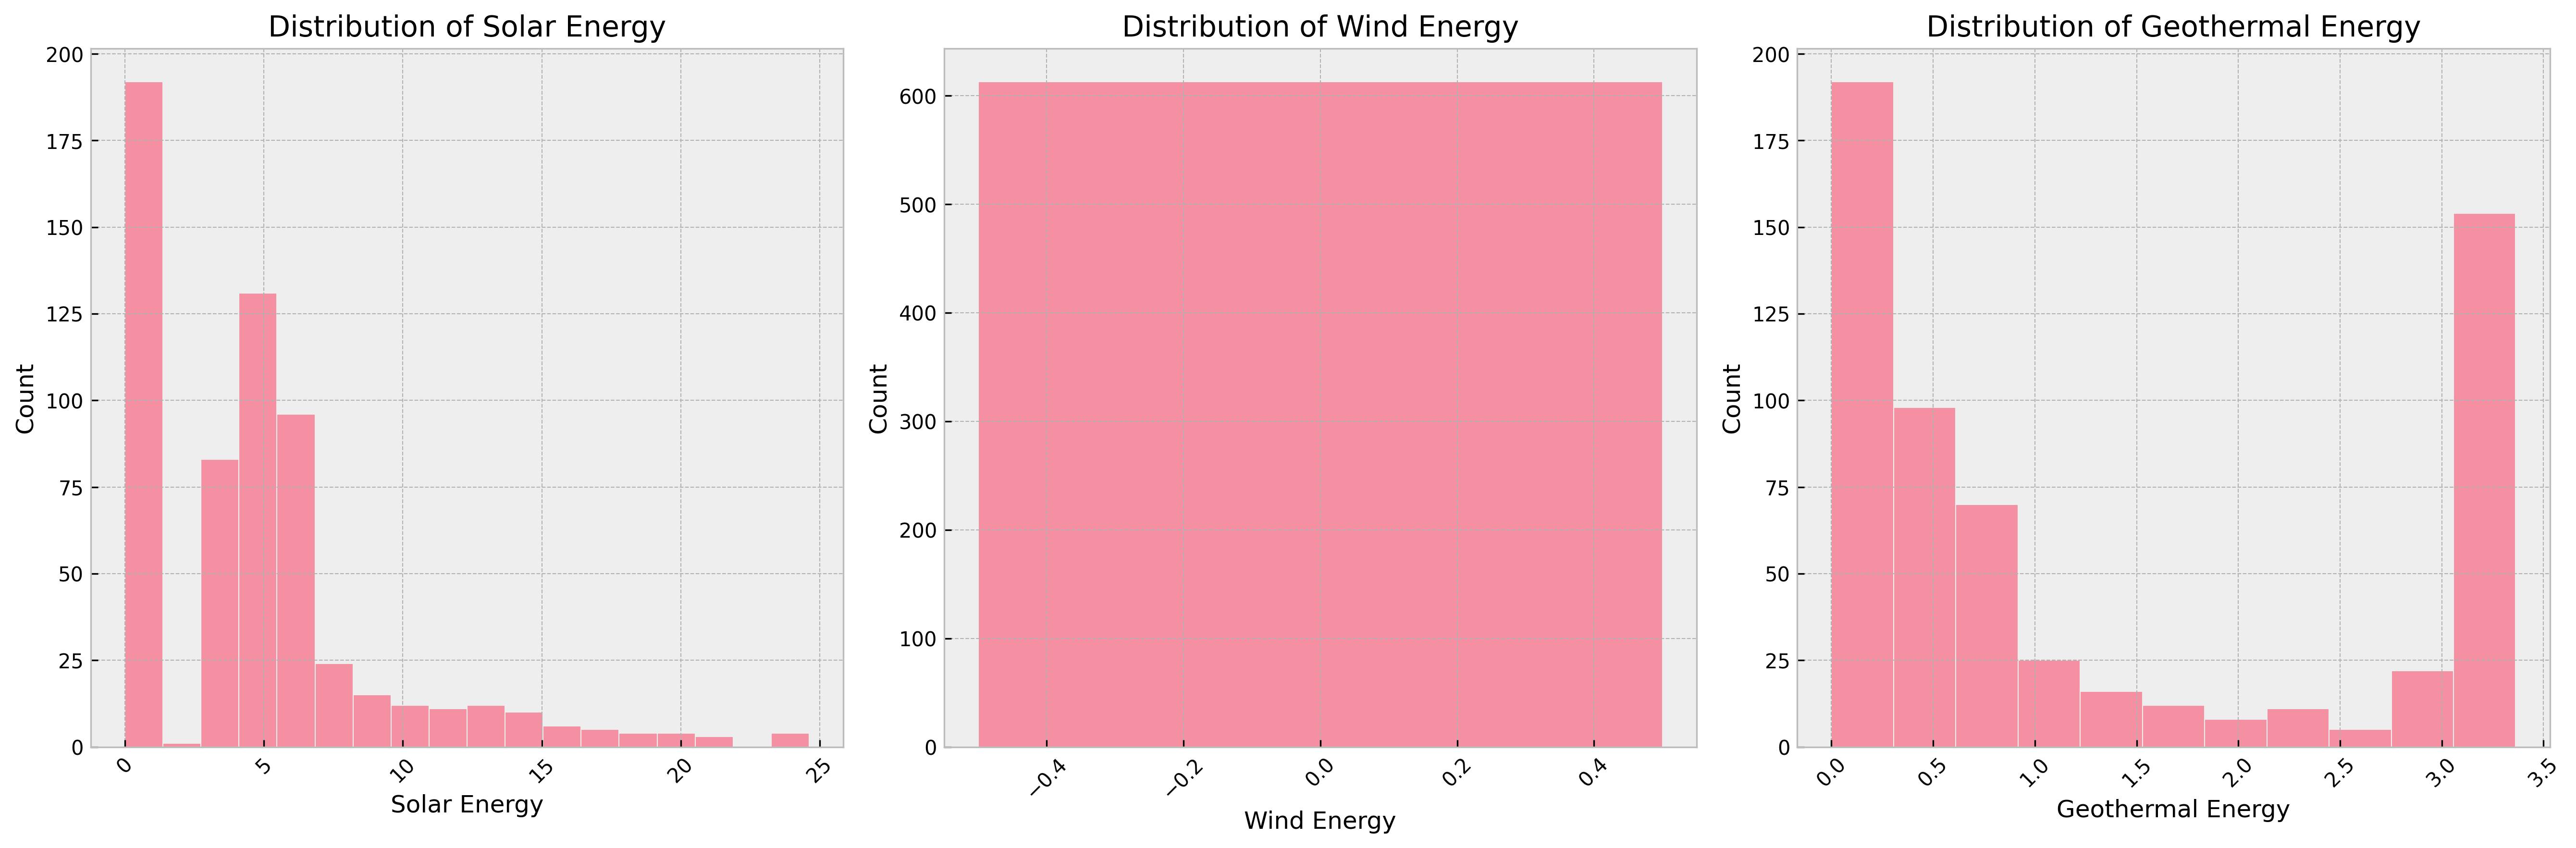 Distribution of Solar Energy
200
175
150
125
100
75
50
25
0
Count
0 5 10 15 20 25
Solar Energy
Distribution of Wind Energy
600
500
400
300
200
100
0
Count
−0.4 −0.2 0.0 0.2 0.4
Wind Energy
Distribution of Geothermal Energy
200
175
150
125
100
75
50
25
0
Count
0.0 0.5 1.0 1.5 2.0 2.5 3.0 3.5
Geothermal Energy